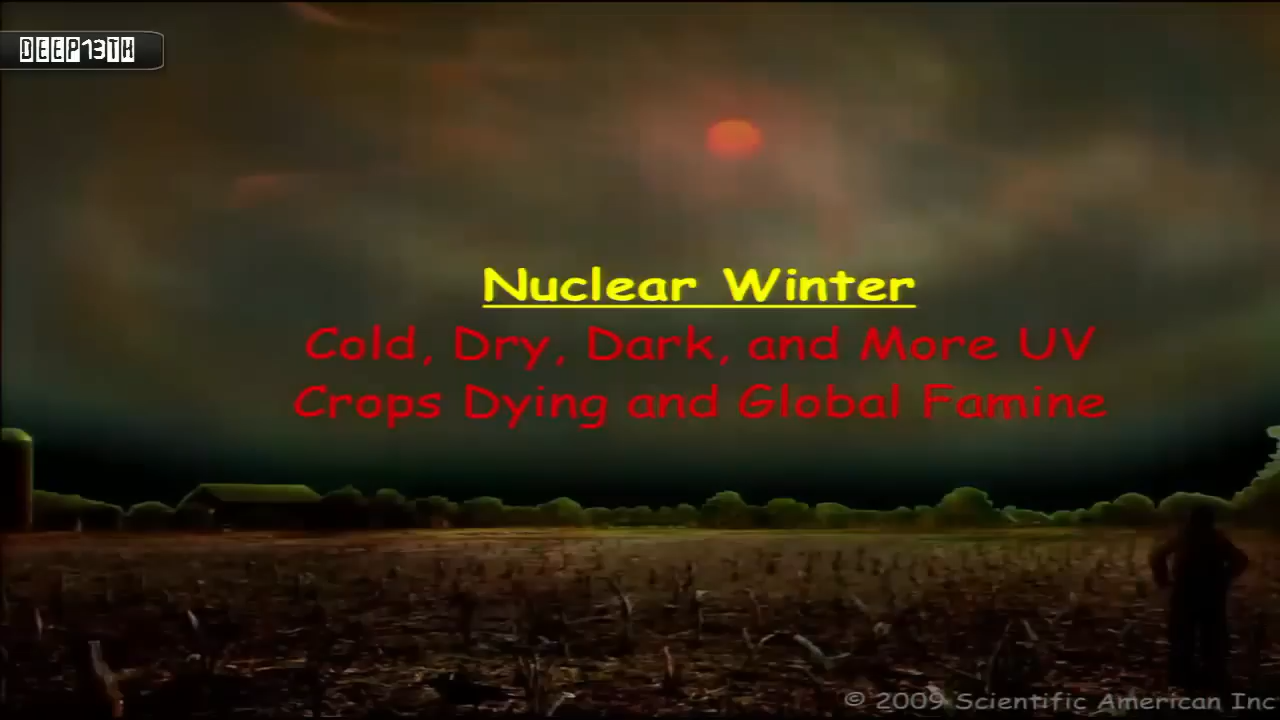 DEEP13TH
Nuclear Winter
Cold, Dry, Dark, and More UV
Crops Dying and Global Famine
© 2009 Scientific American Inc